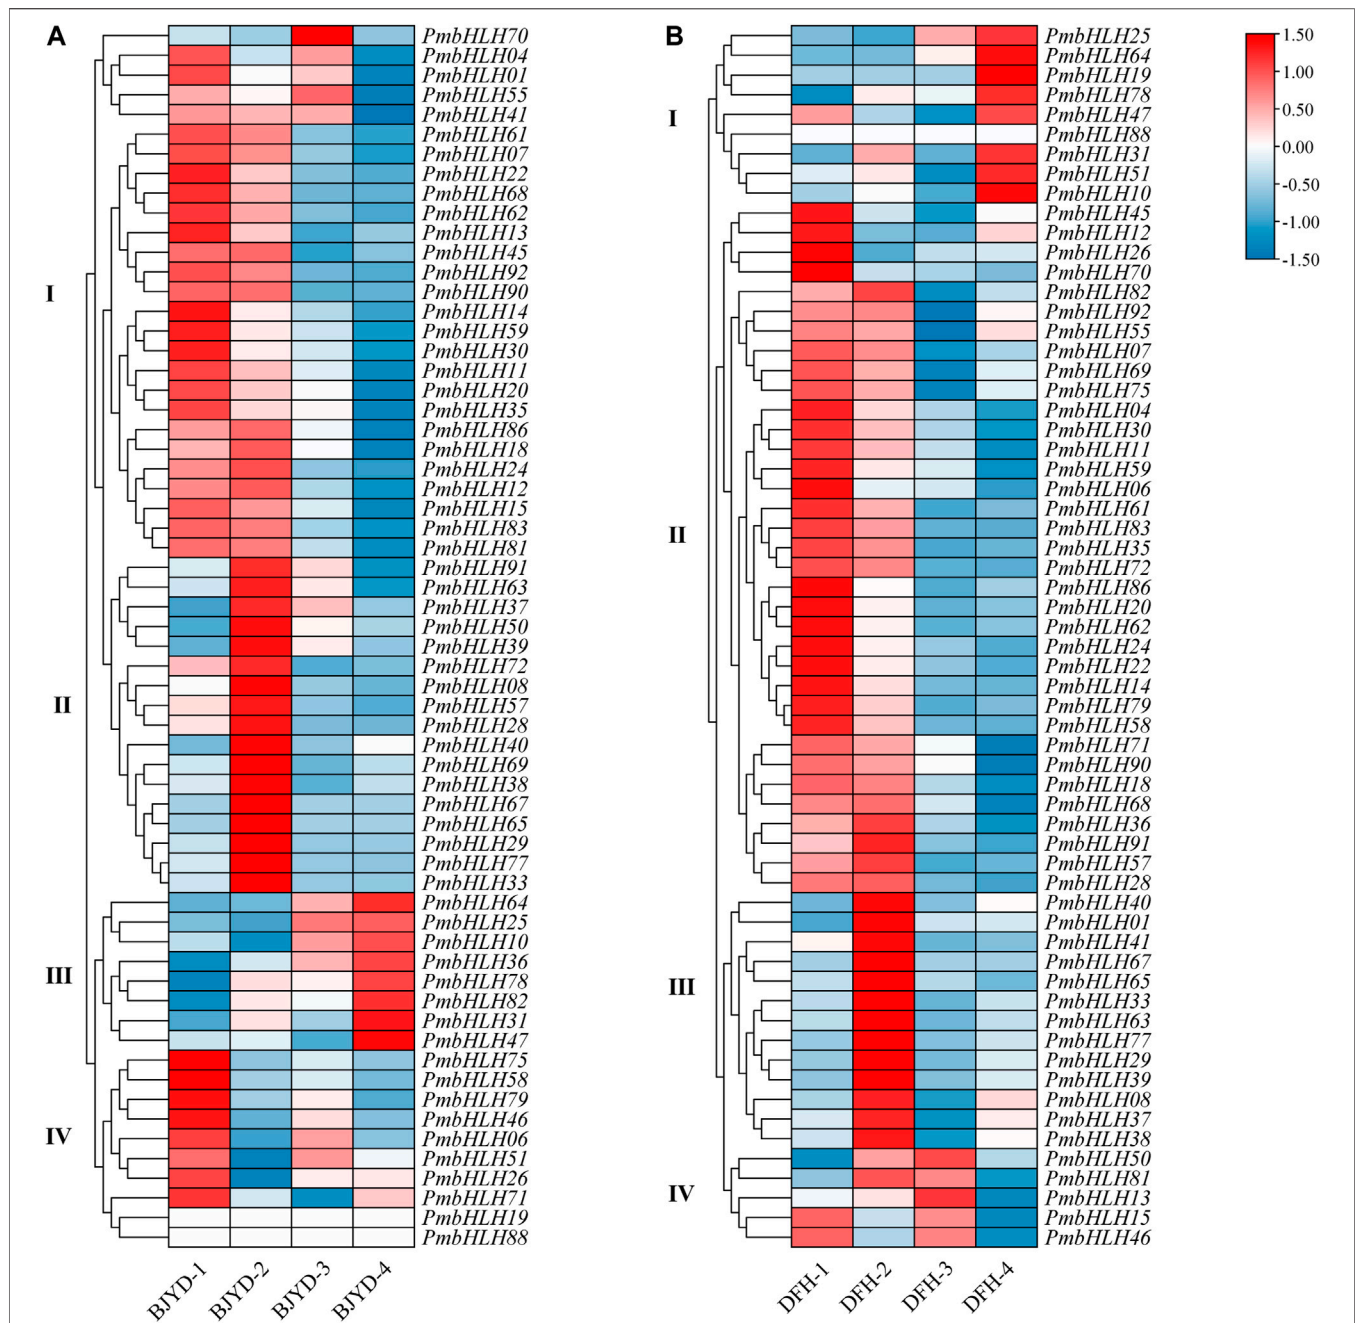 A
PmbHLH70
PmbHLH04
PmbHLH01
PmbHLH55
PmbHLH41
PmbHLH61
PmbHLH07
PmbHLH22
PmbHLH68
PmbHLH62
PmbHLH13
PmbHLH45
PmbHLH92
PmbHLH90
PmbHLH14
PmbHLH59
PmbHLH30
PmbHLH11
PmbHLH20
PmbHLH35
PmbHLH86
PmbHLH18
PmbHLH24
PmbHLH12
PmbHLH15
PmbHLH83
PmbHLH81
PmbHLH91
PmbHLH63
PmbHLH37
PmbHLH50
PmbHLH39
PmbHLH72
PmbHLH08
PmbHLH57
PmbHLH28
PmbHLH40
PmbHLH69
PmbHLH38
PmbHLH67
PmbHLH65
PmbHLH29
PmbHLH77
PmbHLH33
PmbHLH64
PmbHLH25
PmbHLH10
PmbHLH36
PmbHLH78
PmbHLH82
PmbHLH31
PmbHLH47
PmbHLH75
PmbHLH58
PmbHLH79
PmbHLH46
PmbHLH06
PmbHLH51
PmbHLH26
PmbHLH71
PmbHLH19
PmbHLH88
I
II
III
IV
BJYD-1
BJYD-2
BJYD-3
BJYD-4
B
PmbHLH25
PmbHLH64
PmbHLH19
PmbHLH78
PmbHLH47
PmbHLH88
PmbHLH31
PmbHLH51
PmbHLH10
PmbHLH45
PmbHLH12
PmbHLH26
PmbHLH70
PmbHLH82
PmbHLH92
PmbHLH55
PmbHLH07
PmbHLH69
PmbHLH75
PmbHLH04
PmbHLH30
PmbHLH11
PmbHLH59
PmbHLH06
PmbHLH61
PmbHLH83
PmbHLH35
PmbHLH72
PmbHLH86
PmbHLH20
PmbHLH62
PmbHLH24
PmbHLH22
PmbHLH14
PmbHLH79
PmbHLH58
PmbHLH71
PmbHLH90
PmbHLH18
PmbHLH68
PmbHLH36
PmbHLH91
PmbHLH57
PmbHLH28
PmbHLH40
PmbHLH01
PmbHLH41
PmbHLH67
PmbHLH65
PmbHLH33
PmbHLH63
PmbHLH77
PmbHLH29
PmbHLH39
PmbHLH08
PmbHLH37
PmbHLH38
PmbHLH50
PmbHLH81
PmbHLH13
PmbHLH15
PmbHLH46
I
II
III
IV
DFH-1
DFH-2
DFH-3
DFH-4
1.50
1.00
0.50
0.00
-0.50
-1.00
-1.50